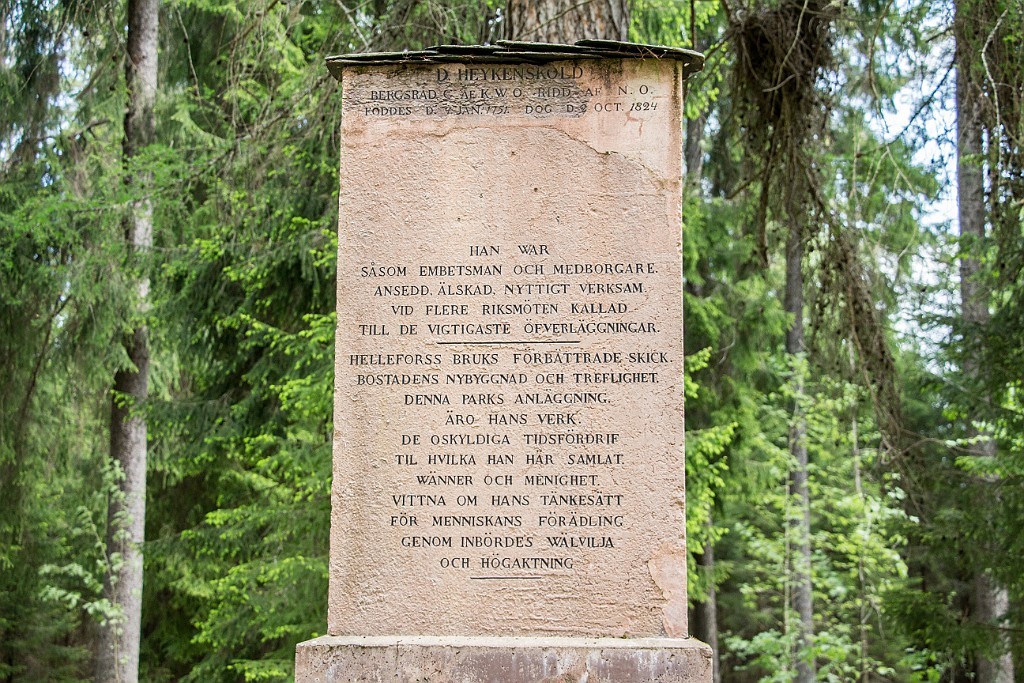 D. HEYKENSKÖLD
BERGSRÅD C. AF K.W.O. RIDD. AF N.O.
FÖDDES D. JAN. DÖG D. OCT. 1824
HAN WAR
SÅSOM EMBETSMAN OCH MEDBORGARE.
ANSEDD. ÄLSKAD. NYTTIGT VERKSAM.
VID FLERE RIKSMÖTEN KALLAD
TILL DE VIGTIGASTE ÖFVERLÄGGNINGAR.
HELLEFORSS BRUKS FÖRBÄTTRADE SKICK.
BOSTADENS NYBYGGNAD OCH TREFLIGHET.
DENNA PARKS ANLÄGGNING.
ÄRO HANS VERK.
DE OSKYLDIGA TIDSFÖRDRIF
TIL HVILKA HAN HÄR SAMLAT.
WÄNNER OCH MENIGHET.
VITTNA OM HANS TÄNKESÄTT
FÖR MENNISKANS FÖRÄDLING
GENOM INBÖRDES WÄLVILJA
OCH HÖGAKTNING